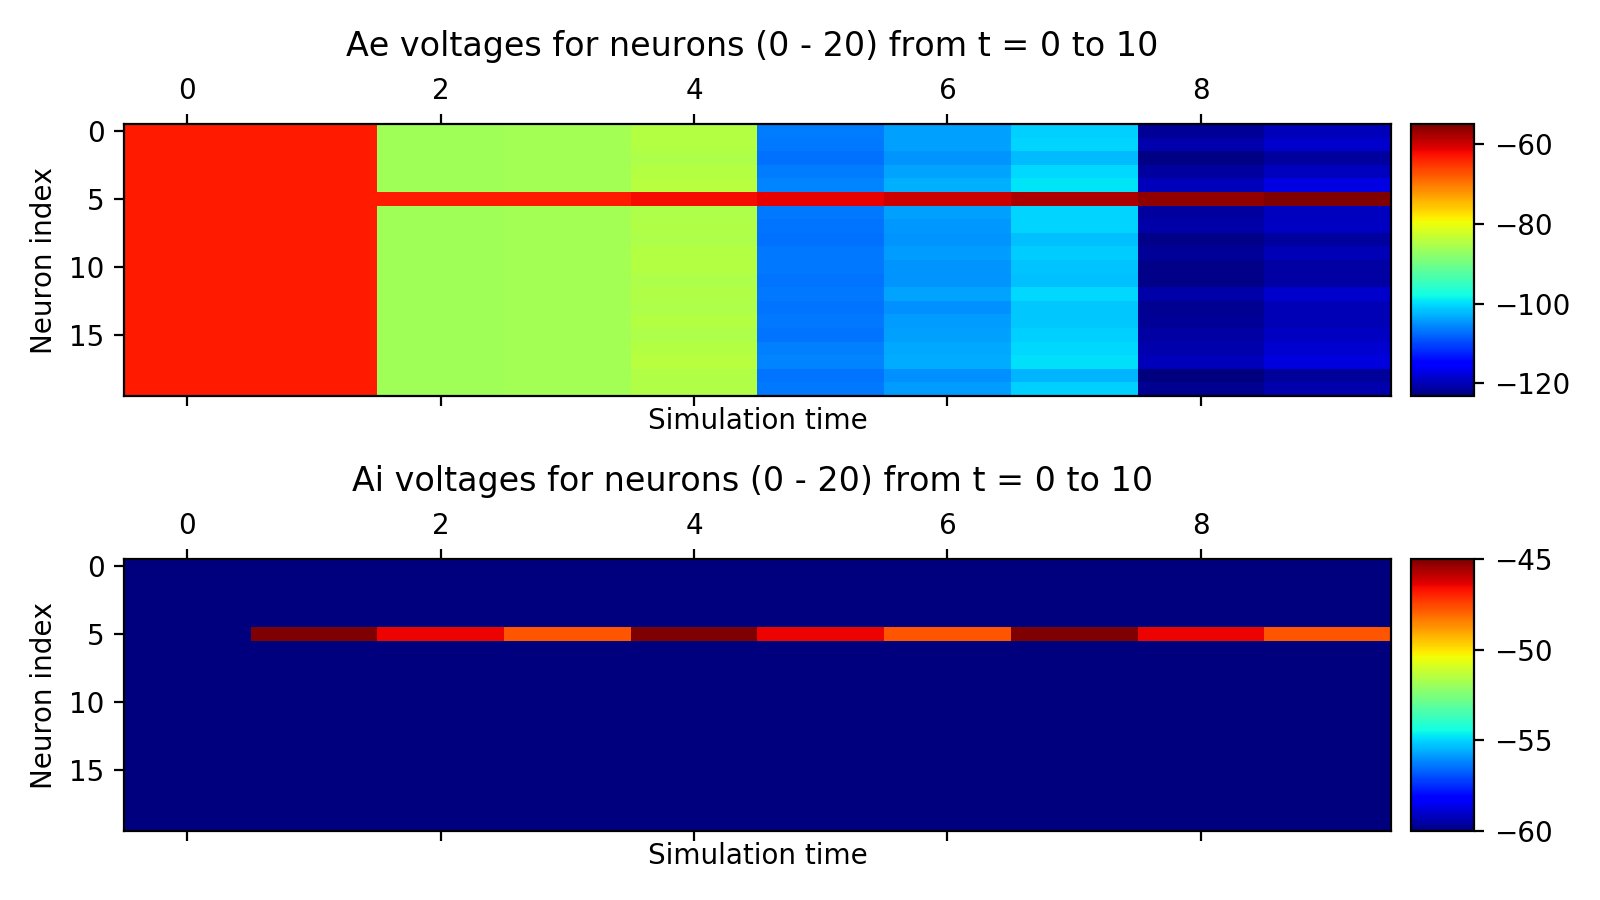 Ae voltages for neurons (0 - 20) from t = 0 to 10
0 2 4 6 8
Neuron index
0
5
10
15
−60
−80
−100
−120
Simulation time
Ai voltages for neurons (0 - 20) from t = 0 to 10
0 2 4 6 8
Neuron index
0
5
10
15
−45
−50
−55
−60
Simulation time